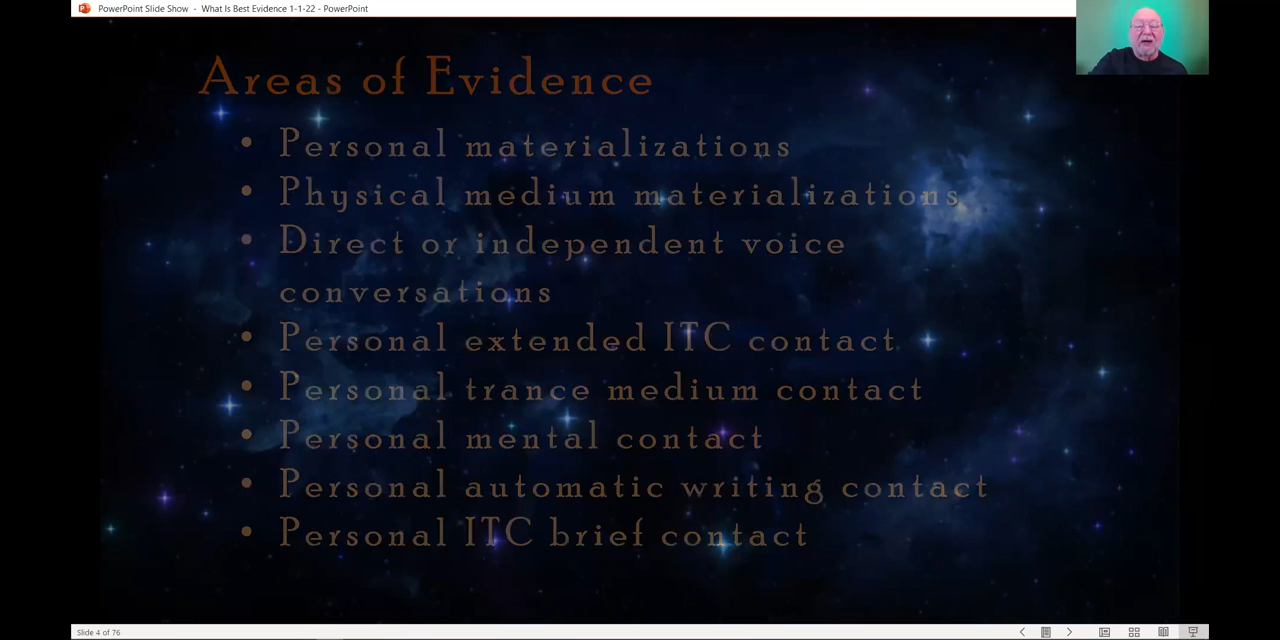 PowerPoint Slide Show - What Is Best Evidence 1-1-22 - PowerPoint
Areas of Evidence
• Personal materializations
• Physical medium materializations
• Direct or independent voice
conversations
• Personal extended ITC contact
• Personal trance medium contact
• Personal mental contact
• Personal automatic writing contact
• Personal ITC brief contact
Slide 4 of 76